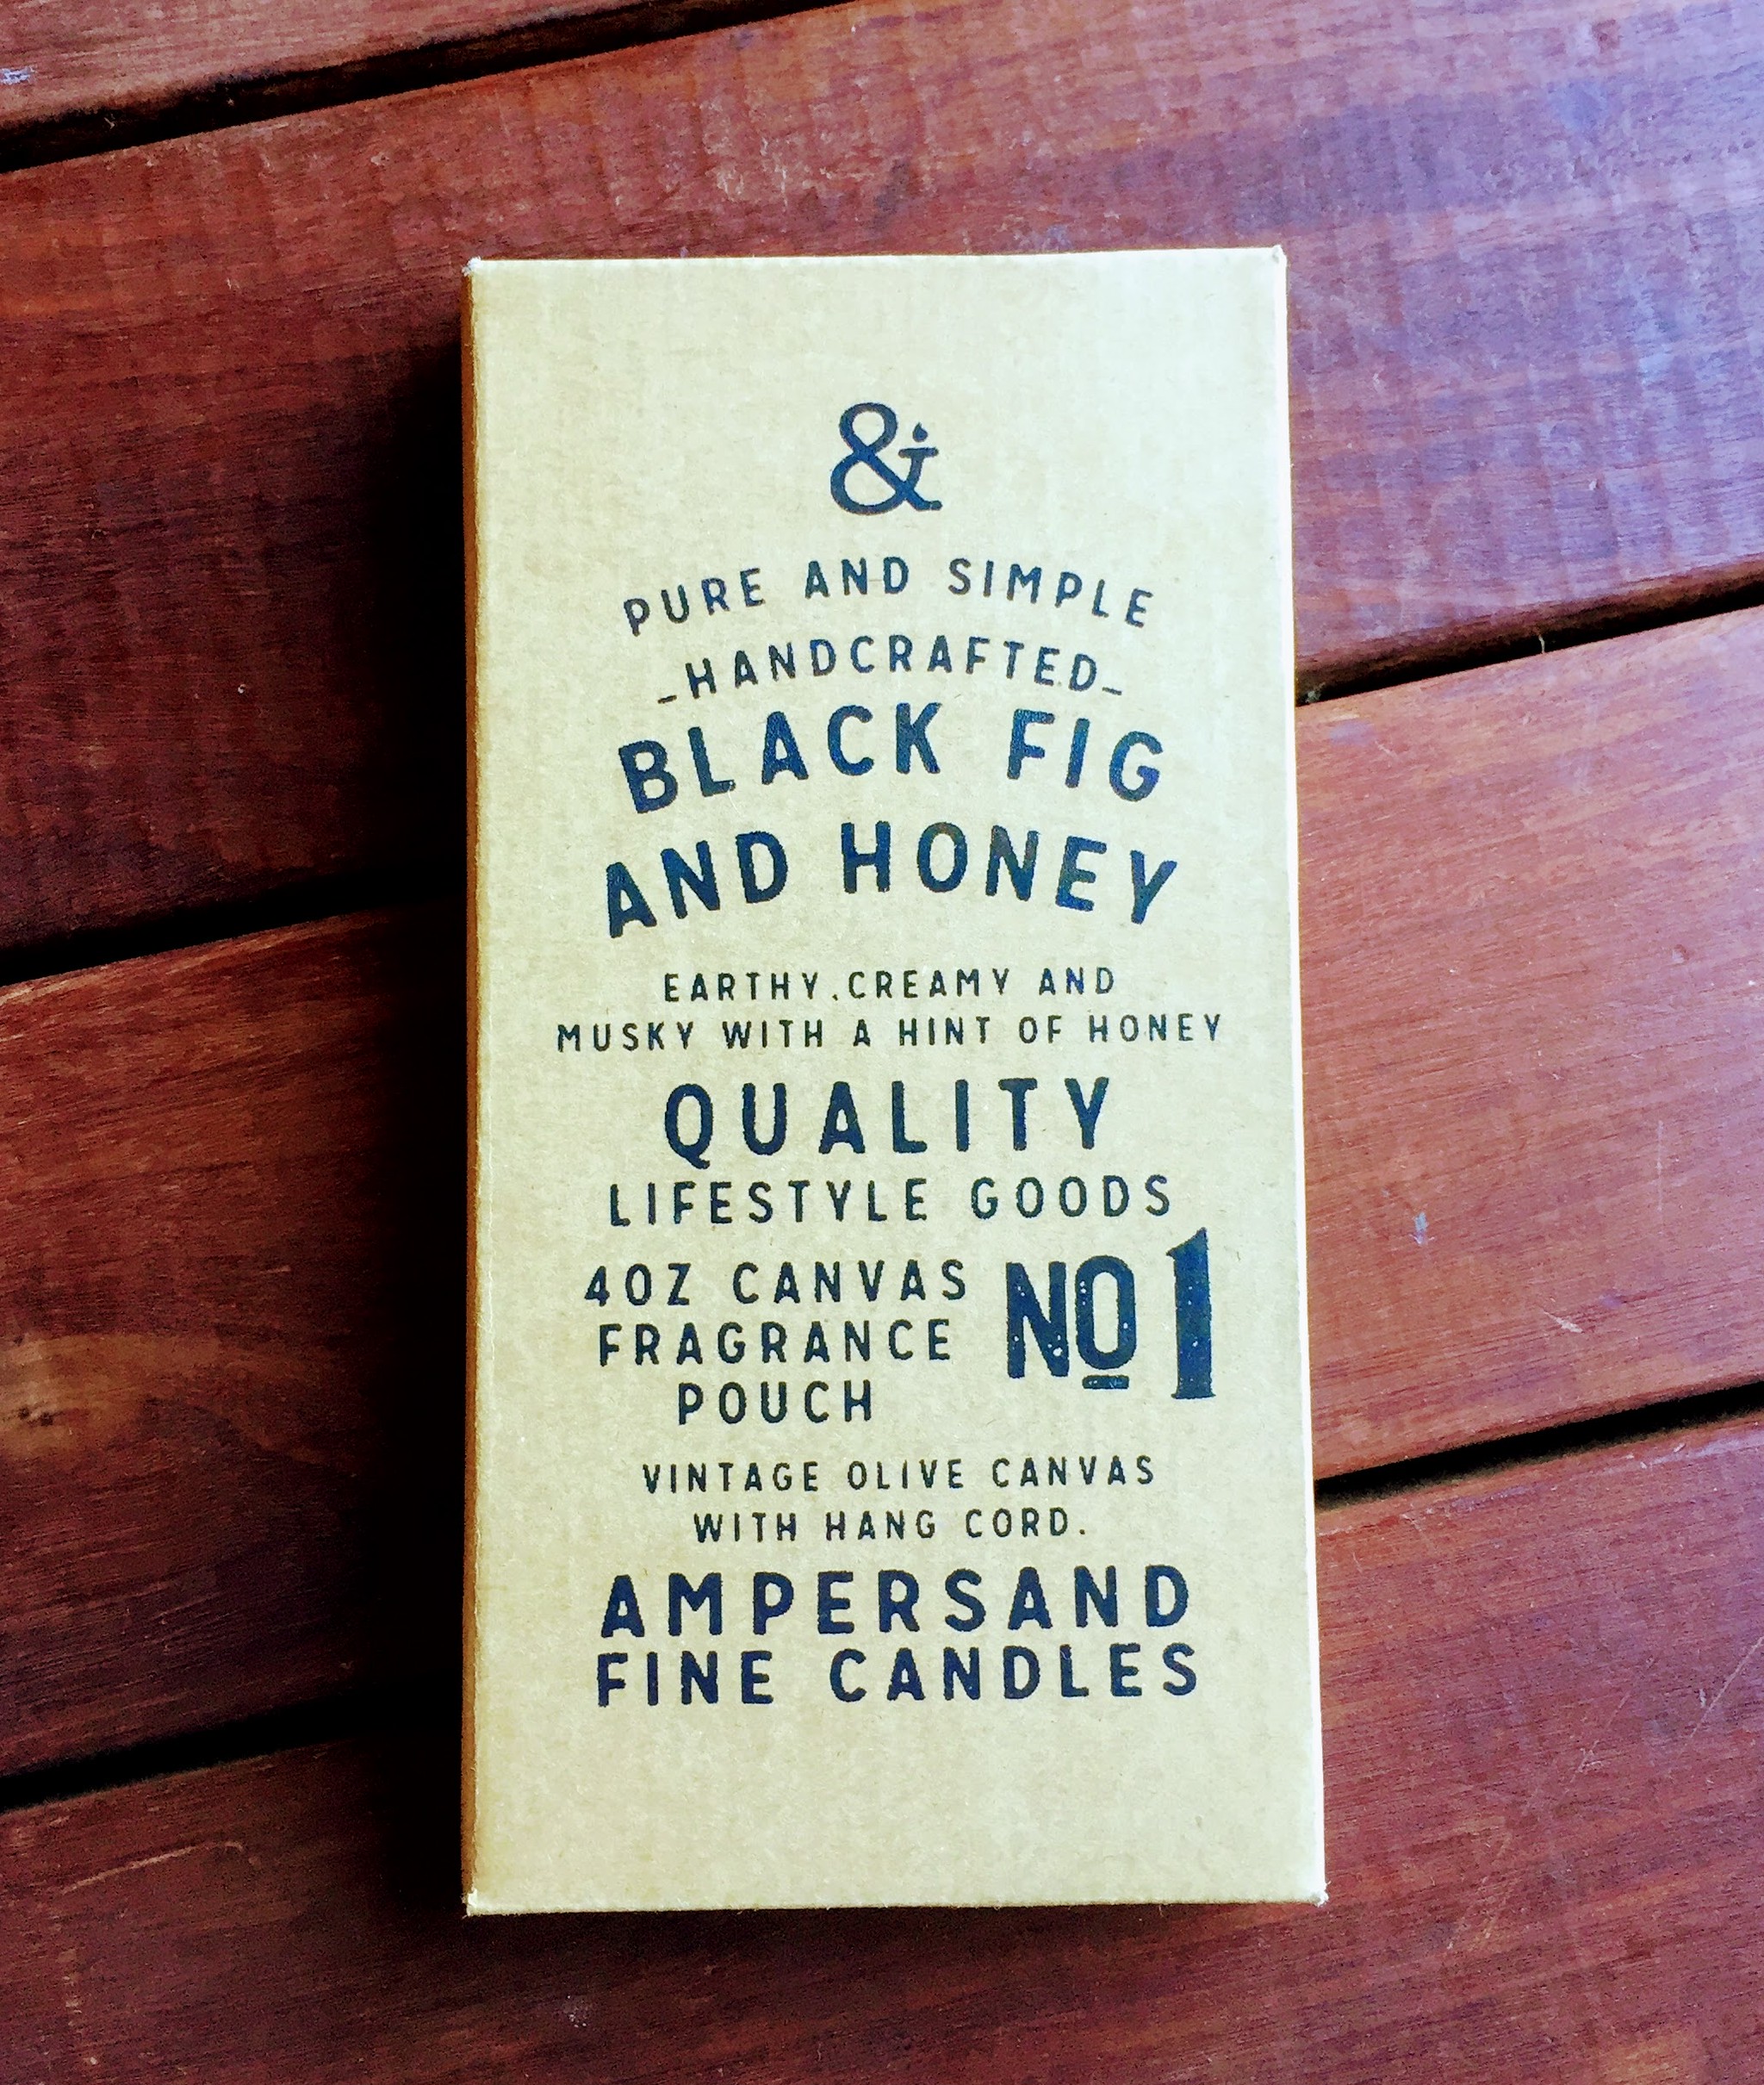 &
PURE AND SIMPLE
_HANDCRAFTED_
BLACK FIG
AND HONEY
EARTHY.CREAMY AND
MUSKY WITH A HINT OF HONEY
QUALITY
LIFESTYLE GOODS
4OZ CANVAS
FRAGRANCE
POUCH
NO 1
VINTAGE OLIVE CANVAS
WITH HANG CORD.
AMPERSAND
FINE CANDLES